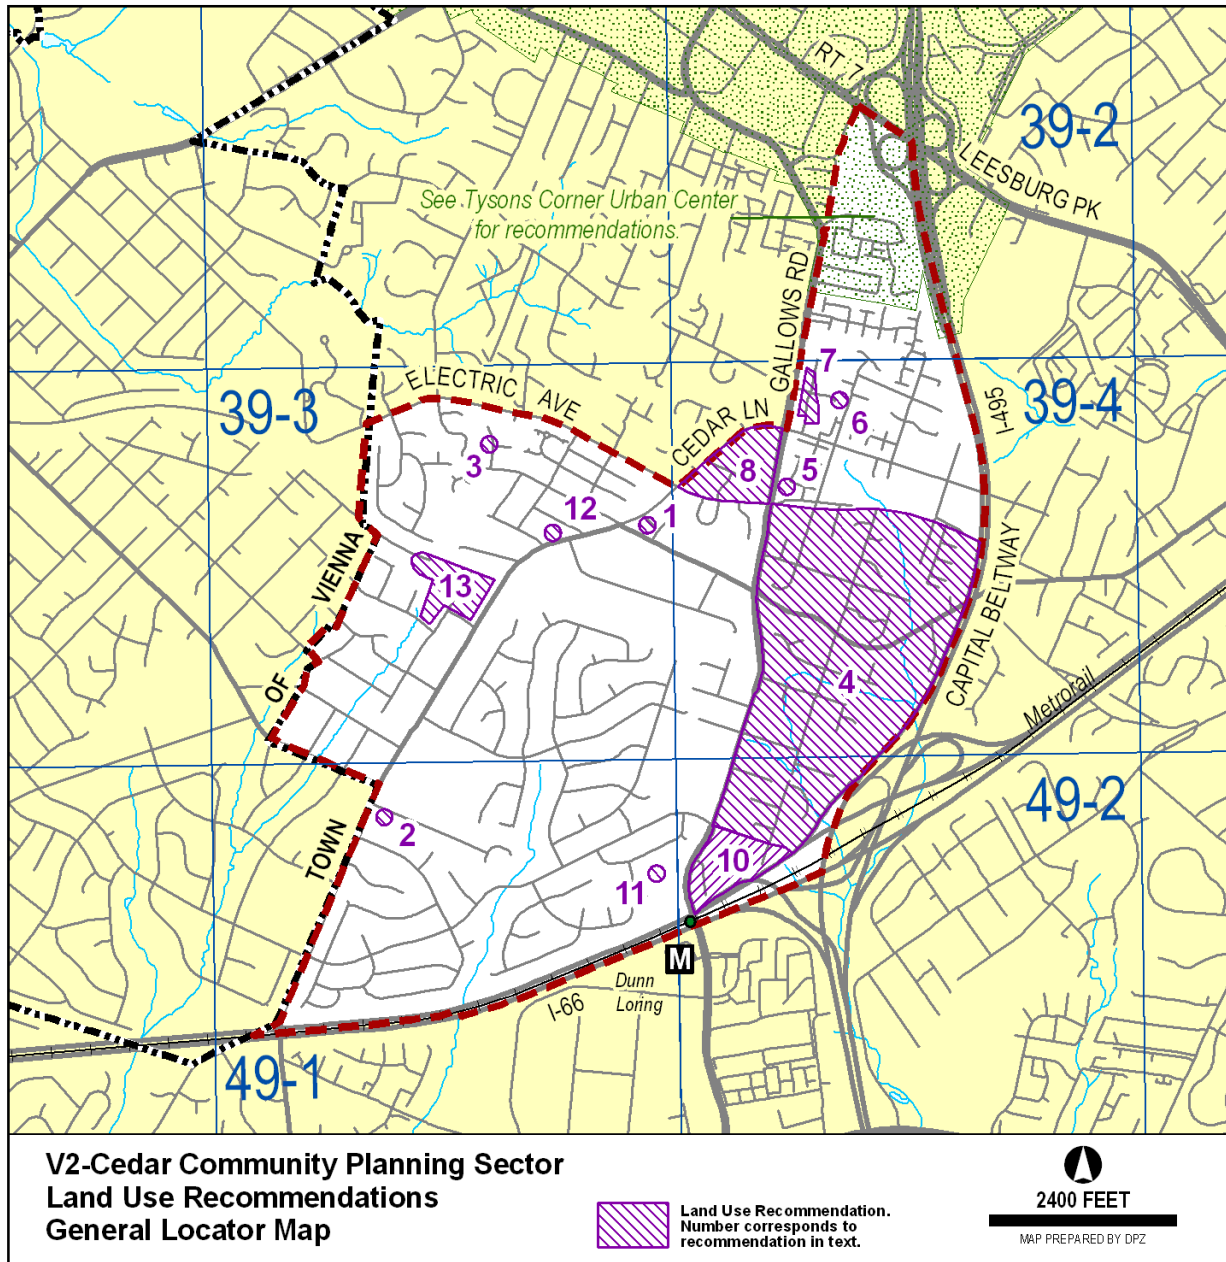 RT 7
39-2
LEESBURG PK
See Tysons Corner Urban Center
for recommendations.
GALLOWS RD
39-3
ELECTRIC AVE
CEDAR LN
7
6
I-495
39-4
3
8
5
12
1
13
VIENNA
OF
TOWN
4
CAPITAL BELTWAY
Metrorail
49-2
2
10
11
M
Dunn
Loring
I-66
49-1
V2-Cedar Community Planning Sector
Land Use Recommendations
General Locator Map
Land Use Recommendation.
Number corresponds to
recommendation in text.
2400 FEET
MAP PREPARED BY DPZ